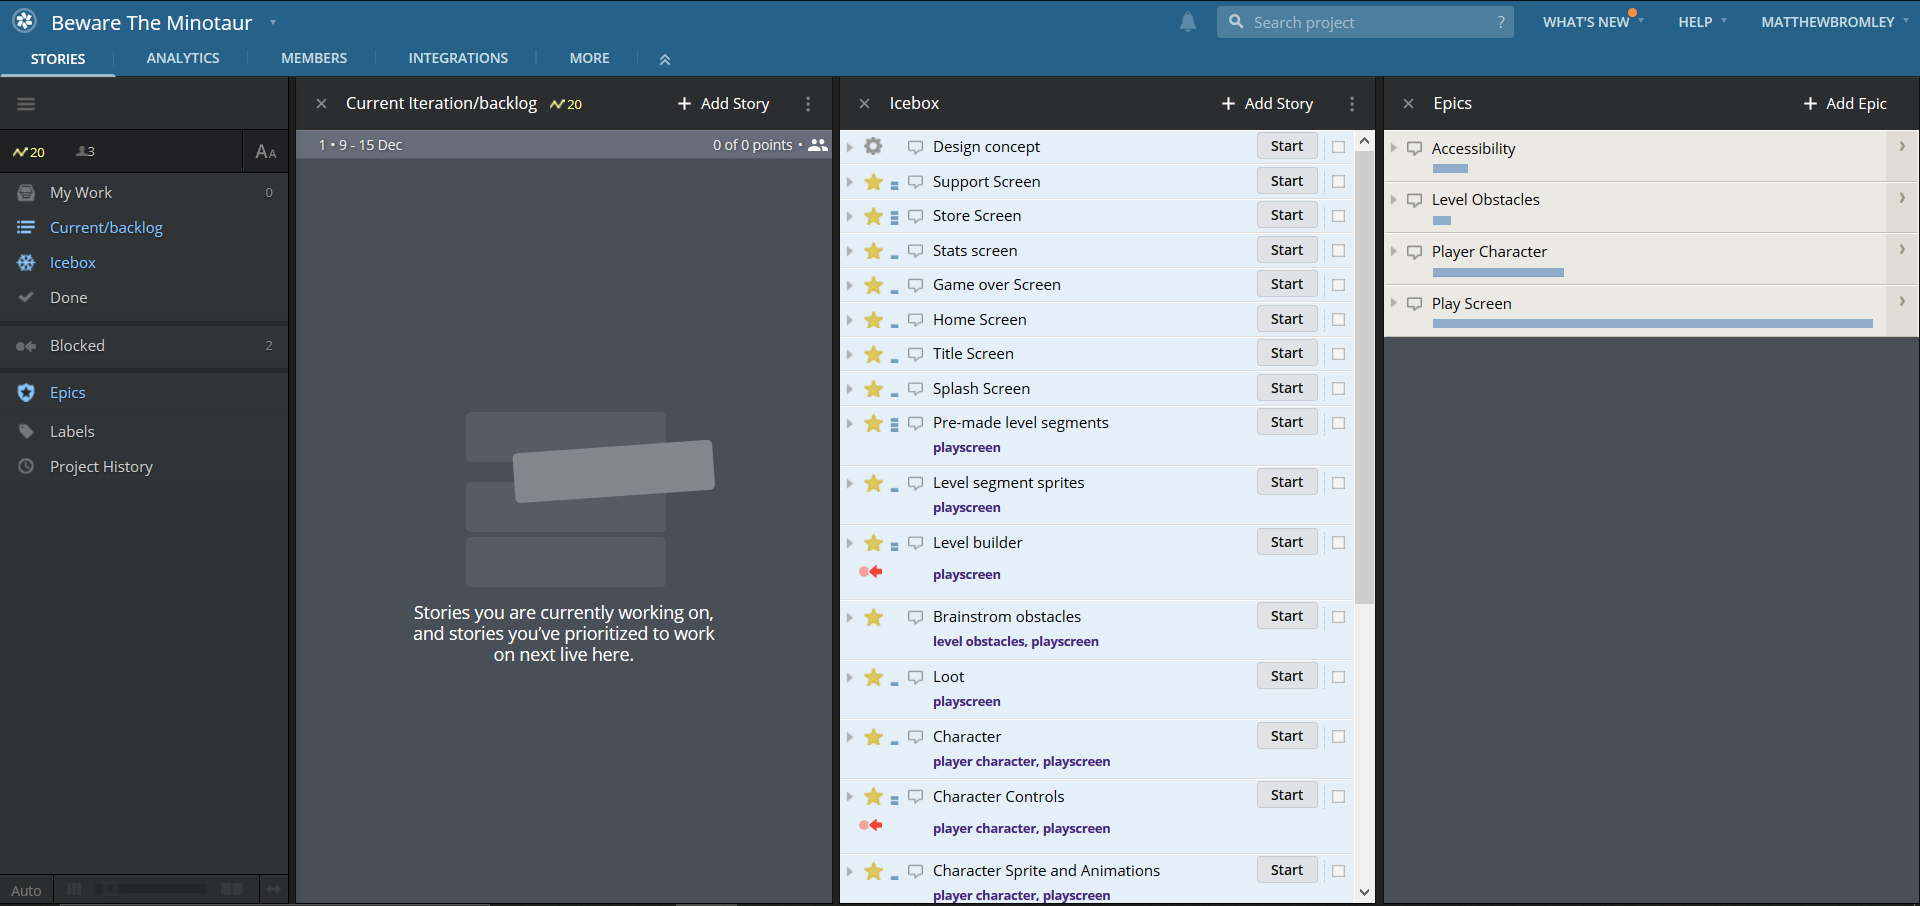 Beware The Minotaur
Search project ?
WHAT'S NEW
HELP
MATTHEWBROMLEY
STORIES
ANALYTICS
MEMBERS
INTEGRATIONS
MORE
20
3
AA
My Work 0
Current/backlog
Icebox
Done
Blocked 2
Epics
Labels
Project History
Auto
Current Iteration/backlog 20 + Add Story
1 • 9 - 15 Dec 0 of 0 points •
Stories you are currently working on,
and stories you’ve prioritized to work
on next live here.
Icebox + Add Story
Design concept Start
Support Screen Start
Store Screen Start
Stats screen Start
Game over Screen Start
Home Screen Start
Title Screen Start
Splash Screen Start
Pre-made level segments Start
playscreen
Level segment sprites Start
playscreen
Level builder Start
playscreen
Brainstrom obstacles Start
level obstacles, playscreen
Loot Start
playscreen
Character Start
player character, playscreen
Character Controls Start
player character, playscreen
Character Sprite and Animations Start
player character, playscreen
Epics + Add Epic
Accessibility
Level Obstacles
Player Character
Play Screen